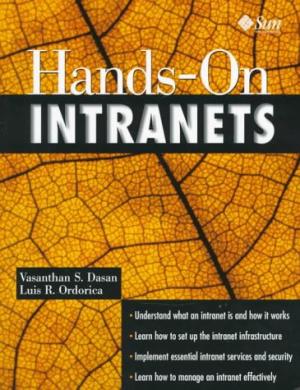 Sun
Hands-On
INTRANETS
Vasanthan S. Dasan
Luis R. Ordorica
• Understand what an intranet is and how it works
• Learn how to set up the intranet infrastructure
• Implement essential intranet services and security
• Learn how to manage an intranet effectively